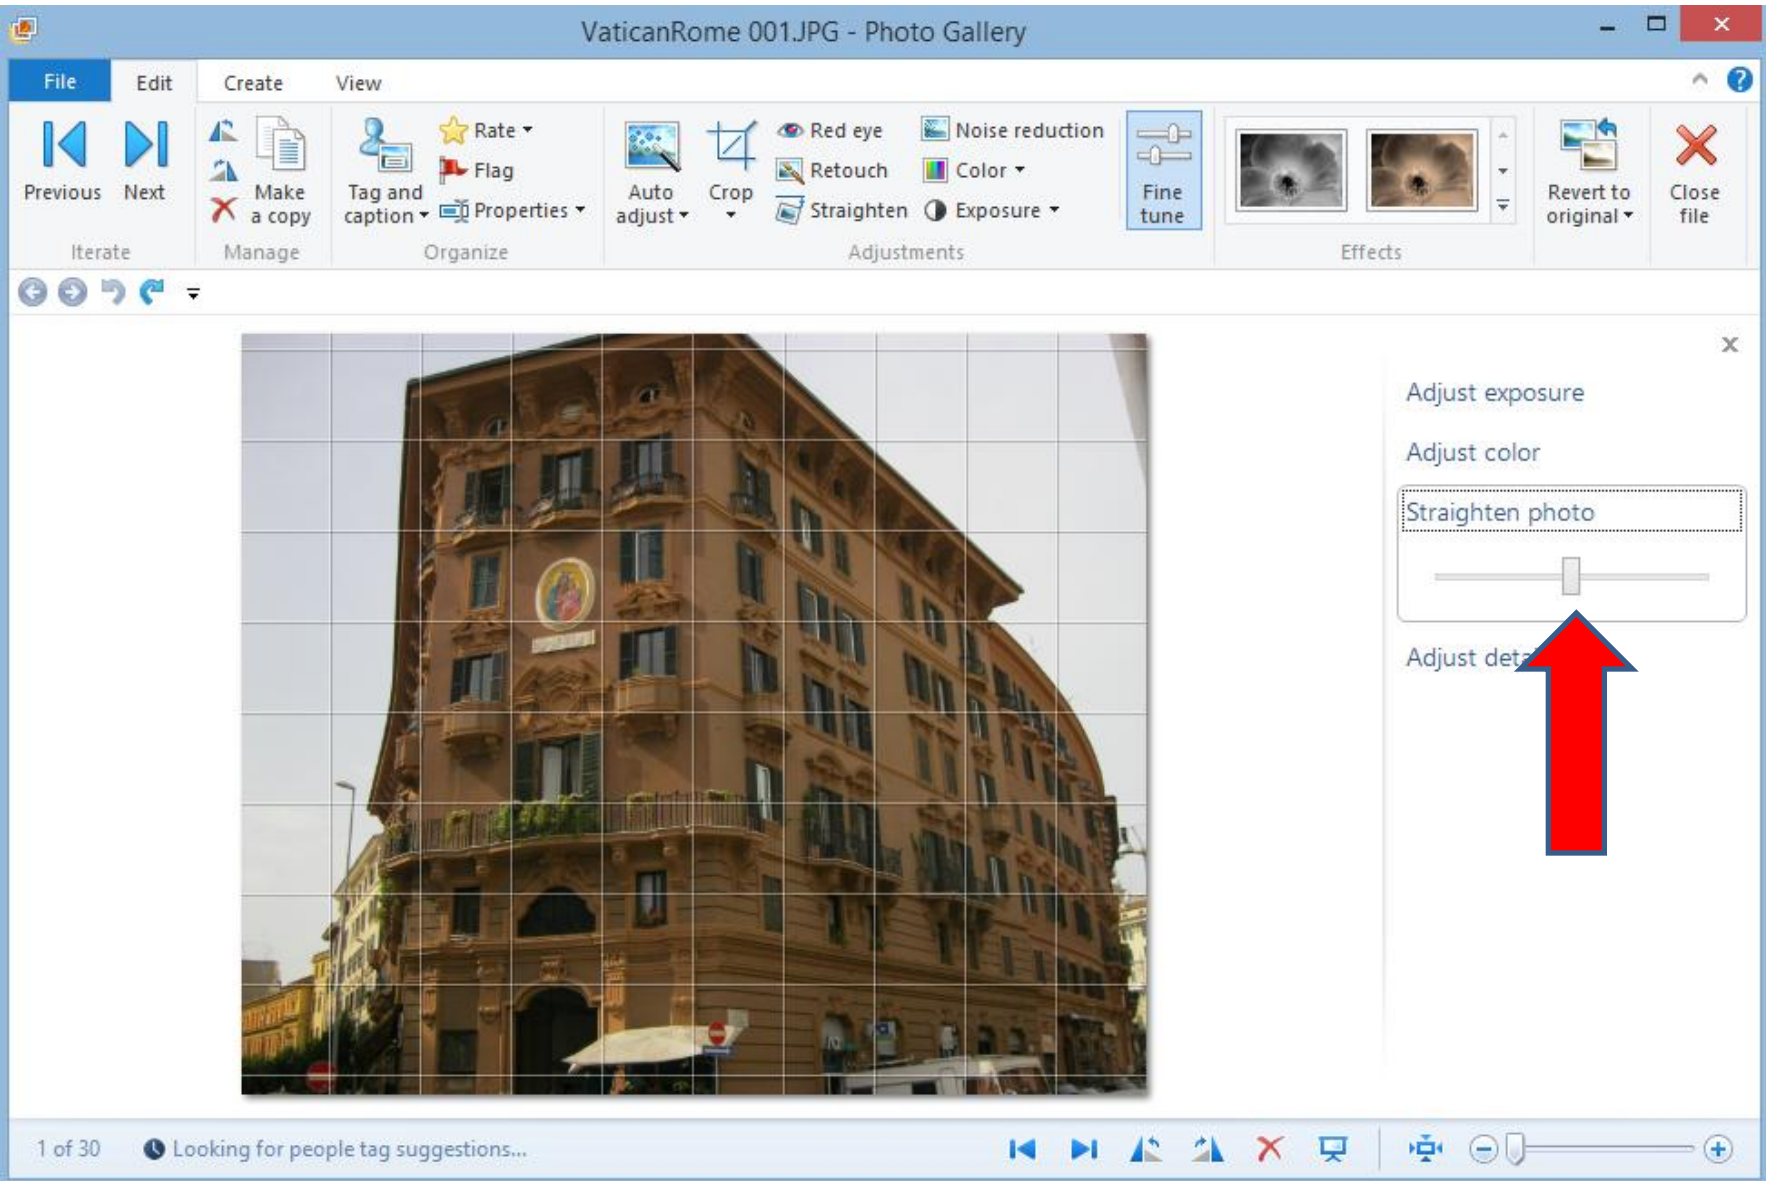 VaticanRome 001.JPG - Photo Gallery
File Edit Create View
Previous Next
Make a copy
Tag and caption
Rate
Flag
Properties
Auto adjust
Crop
Red eye
Retouch
Straighten
Noise reduction
Color
Exposure
Fine tune
Revert to original
Close file
Iterate Manage Organize Adjustments Effects
Adjust exposure
Adjust color
Straighten photo
Adjust
1 of 30 Looking for people tag suggestions...